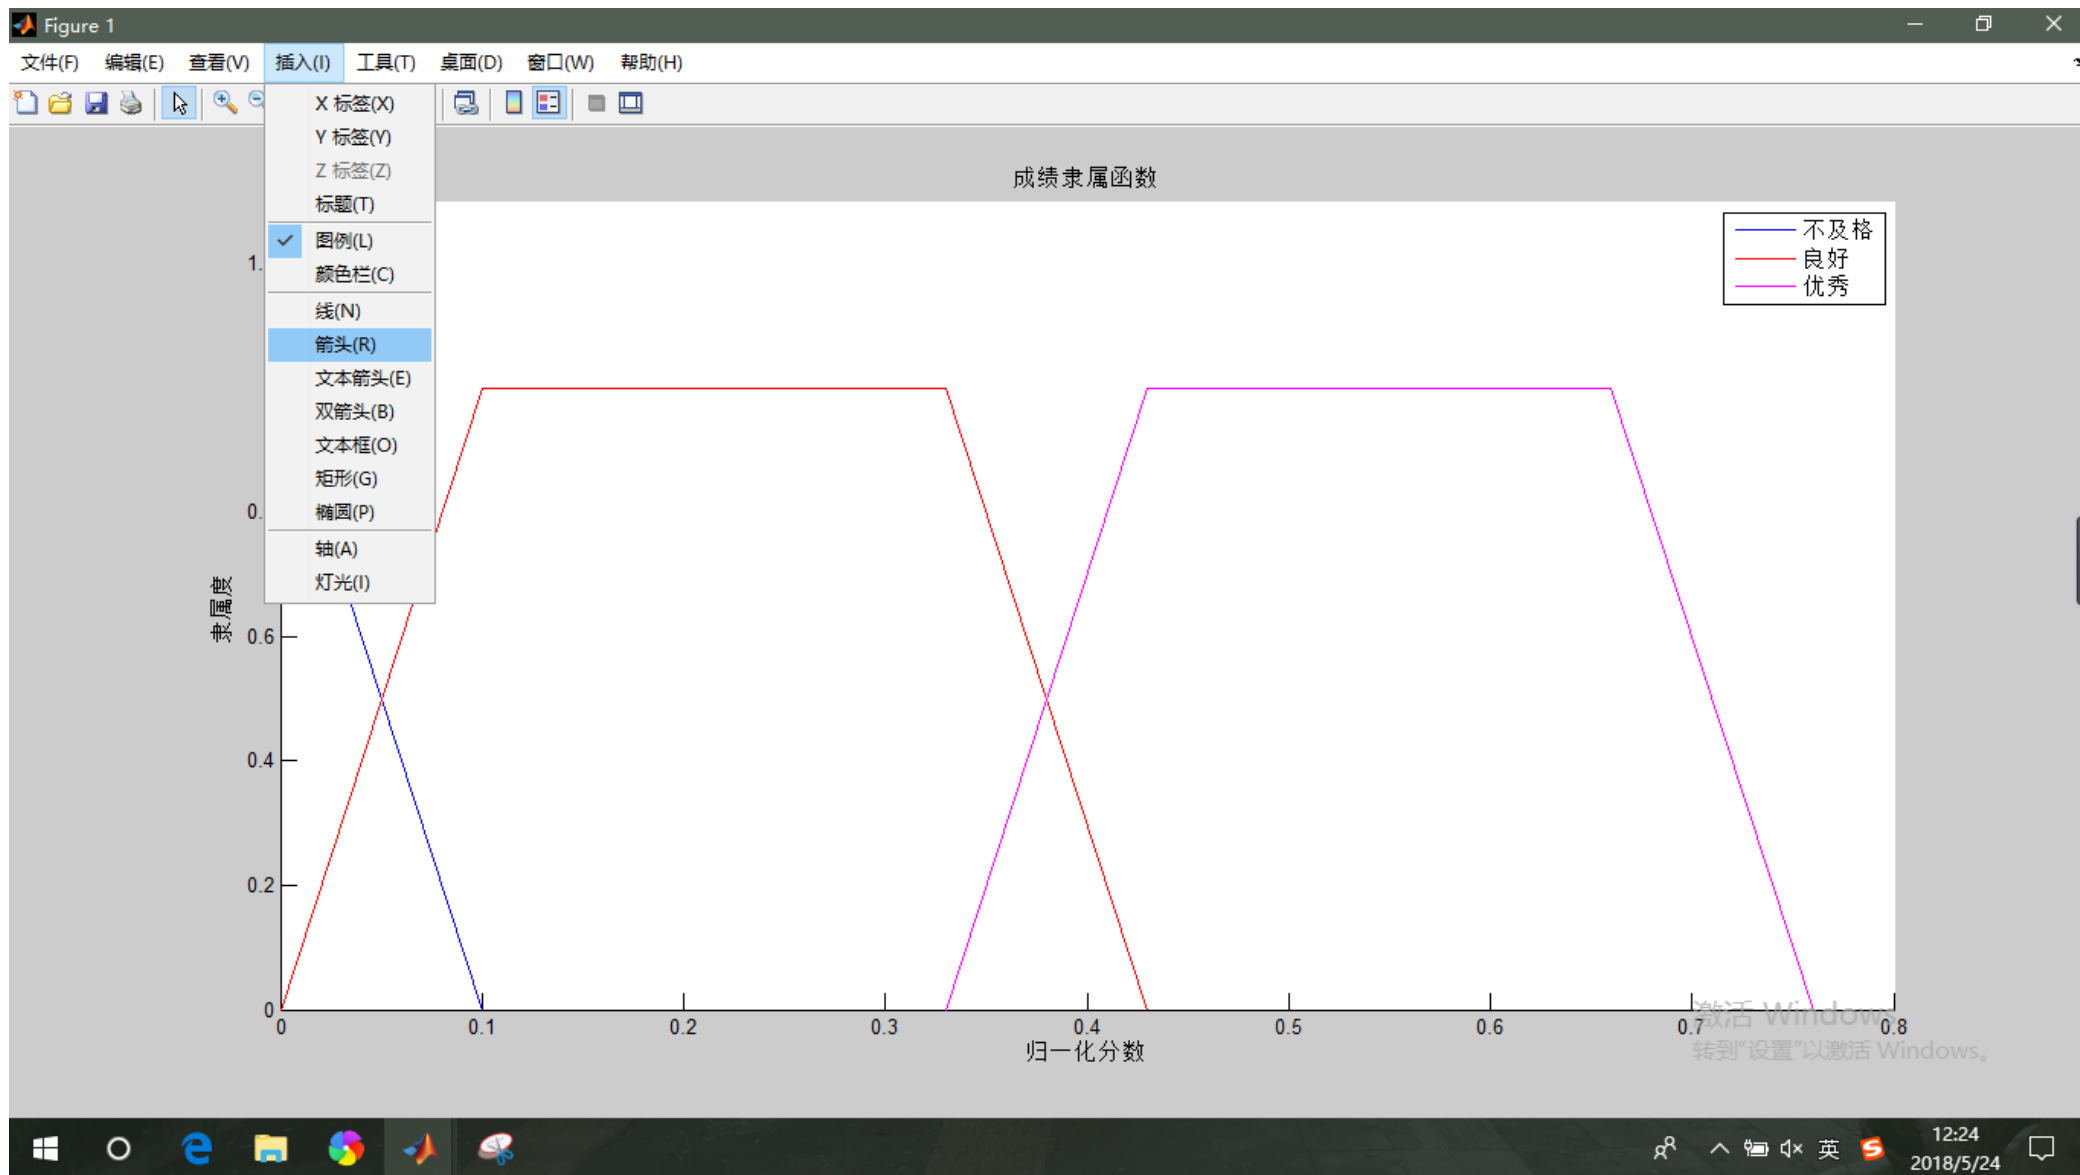 Figure 1
文件(F) 编辑(E) 查看(V) 插入(I) 工具(T) 桌面(D) 窗口(W) 帮助(H)
X 标签(X)
Y 标签(Y)
Z 标签(Z)
标题(T)
图例(L)
颜色栏(C)
线(N)
箭头(R)
文本箭头(E)
双箭头(B)
文本框(O)
矩形(G)
椭圆(P)
轴(A)
灯光(I)
成绩隶属函数
不及格
良好
优秀
隶属度
1.
0.
0.6
0.4
0.2
0
0 0.1 0.2 0.3 0.4 0.5 0.6 0.7 0.8
归一化分数
激活 Windows
转到“设置”以激活 Windows。
英
12:24
2018/5/24